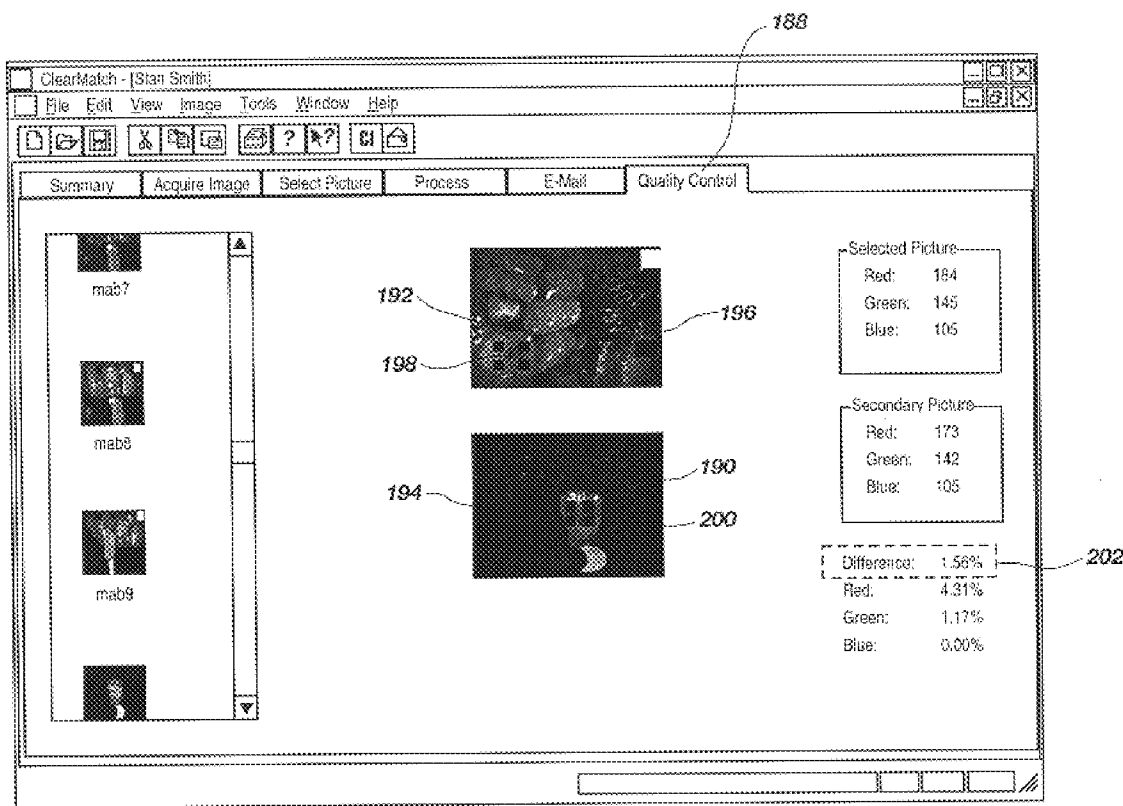 188
ClearMatch - [Stan Smith]
File Edit View Image Tools Window Help
Summary Acquire Image Select Picture Process E-Mail Quality Control
mab7
mab8
mab9
192
198
196
194
190
200
Selected Picture
Red: 184
Green: 145
Blue: 105
Secondary Picture
Red: 173
Green: 142
Blue: 105
Difference: 1.56%
202
Red: 4.31%
Green: 1.17%
Blue: 0.00%